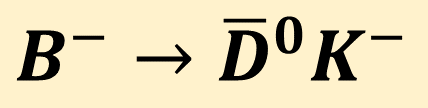 B⁻ → D̅⁰K⁻